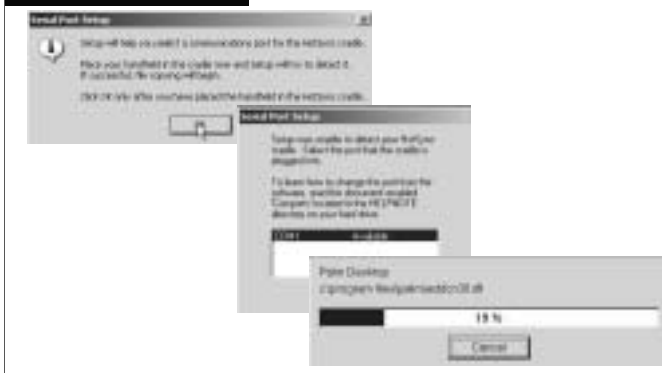 Serial Port Setup
Setup will help you select a communications port for the HotSync cradle.
Place your handheld in the cradle now and Setup will try to detect it.
If successful, file copying will begin.
Click OK only after you have placed the handheld in the HotSync cradle.
Serial Port Setup
Setup was unable to detect your HotSync
cradle. Select the port that the cradle is
plugged into.
To learn how to change the port from the
software, read the document entitled
located in the HELPNOTE
directory on your hard drive.
COM1 Available
Palm Desktop
19 %
Cancel